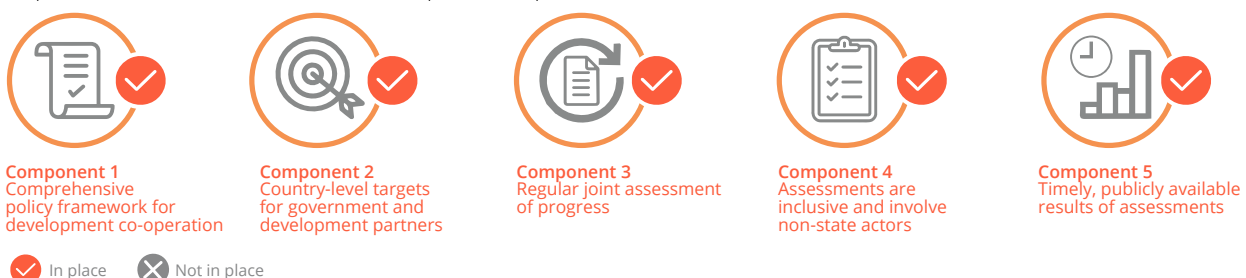 Component 1
Comprehensive
policy framework for
development co-operation
Component 2
Country-level targets
for government and
development partners
Component 3
Regular joint assessment
of progress
Component 4
Assessments are
inclusive and involve
non-state actors
Component 5
Timely, publicly available
results of assessments
In place
Not in place